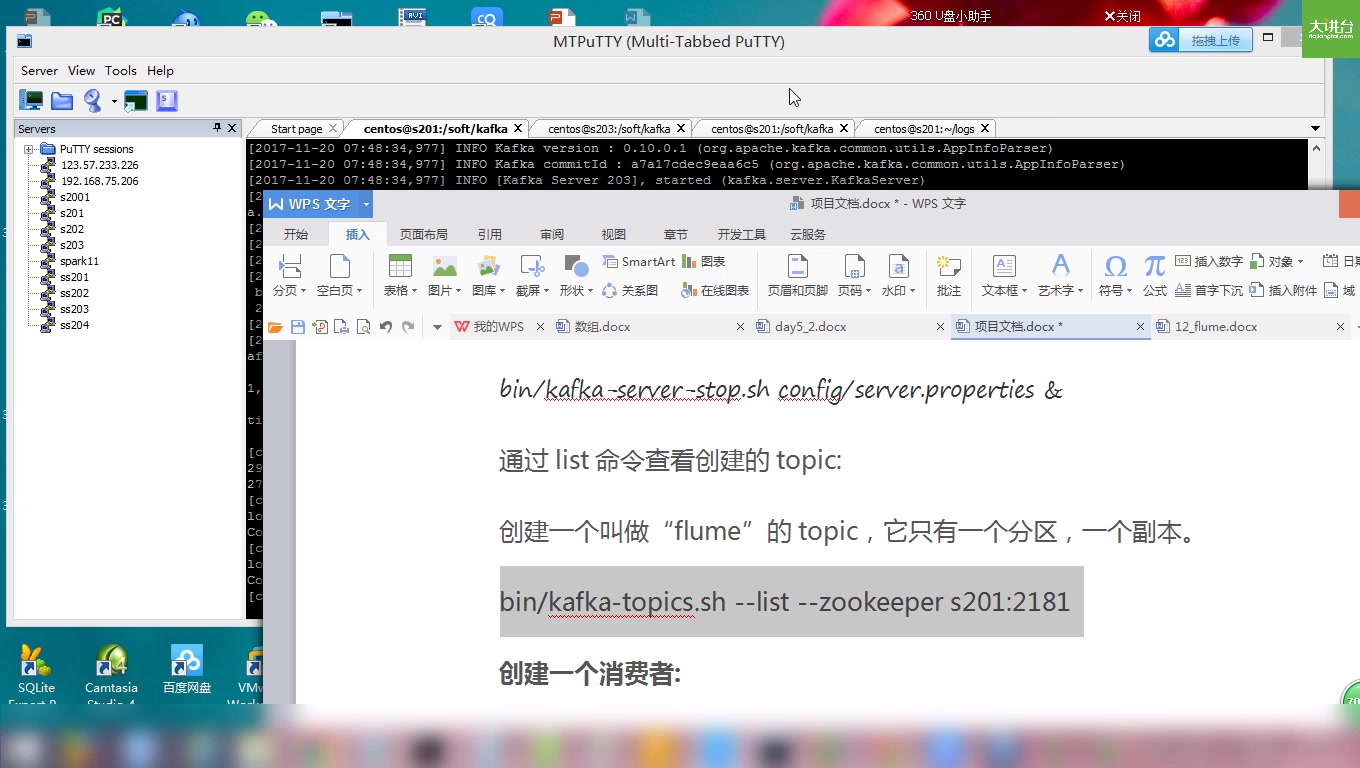 360 U盘小助手
✕关闭
大讲台
MTPuTTY (Multi-Tabbed PuTTY)
拖拽上传
Server View Tools Help
Servers
Start page
centos@s201:/soft/kafka
centos@s203:/soft/kafka
centos@s201:/soft/kafka
centos@s201:~/logs
PuTTY sessions
123.57.233.226
192.168.75.206
s2001
s201
s202
s203
spark11
ss201
ss202
ss203
ss204
[2017-11-20 07:48:34,977] INFO Kafka version : 0.10.0.1 (org.apache.kafka.common.utils.AppInfoParser)
[2017-11-20 07:48:34,977] INFO Kafka commitId : a7a17cdec9eaa6c5 (org.apache.kafka.common.utils.AppInfoParser)
[2017-11-20 07:48:34,977] INFO [Kafka Server 203], started (kafka.server.KafkaServer)
WPS 文字
项目文档.docx * - WPS 文字
开始 插入 页面布局 引用 审阅 视图 章节 开发工具 云服务
分页 空白页 表格 图片 图库 截屏 形状 SmartArt 图表 关系图 在线图表 页眉和页脚 页码 水印 批注 文本框 艺术字 符号 公式 插入数字 对象 日期 首字下沉 插入附件 域
我的WPS
数组.docx
day5_2.docx
项目文档.docx *
12_flume.docx
bin/kafka-server-stop.sh config/server.properties &
通过 list 命令查看创建的 topic:
创建一个叫做“flume”的 topic，它只有一个分区，一个副本。
bin/kafka-topics.sh --list --zookeeper s201:2181
创建一个消费者:
SQLite
Camtasia
百度网盘